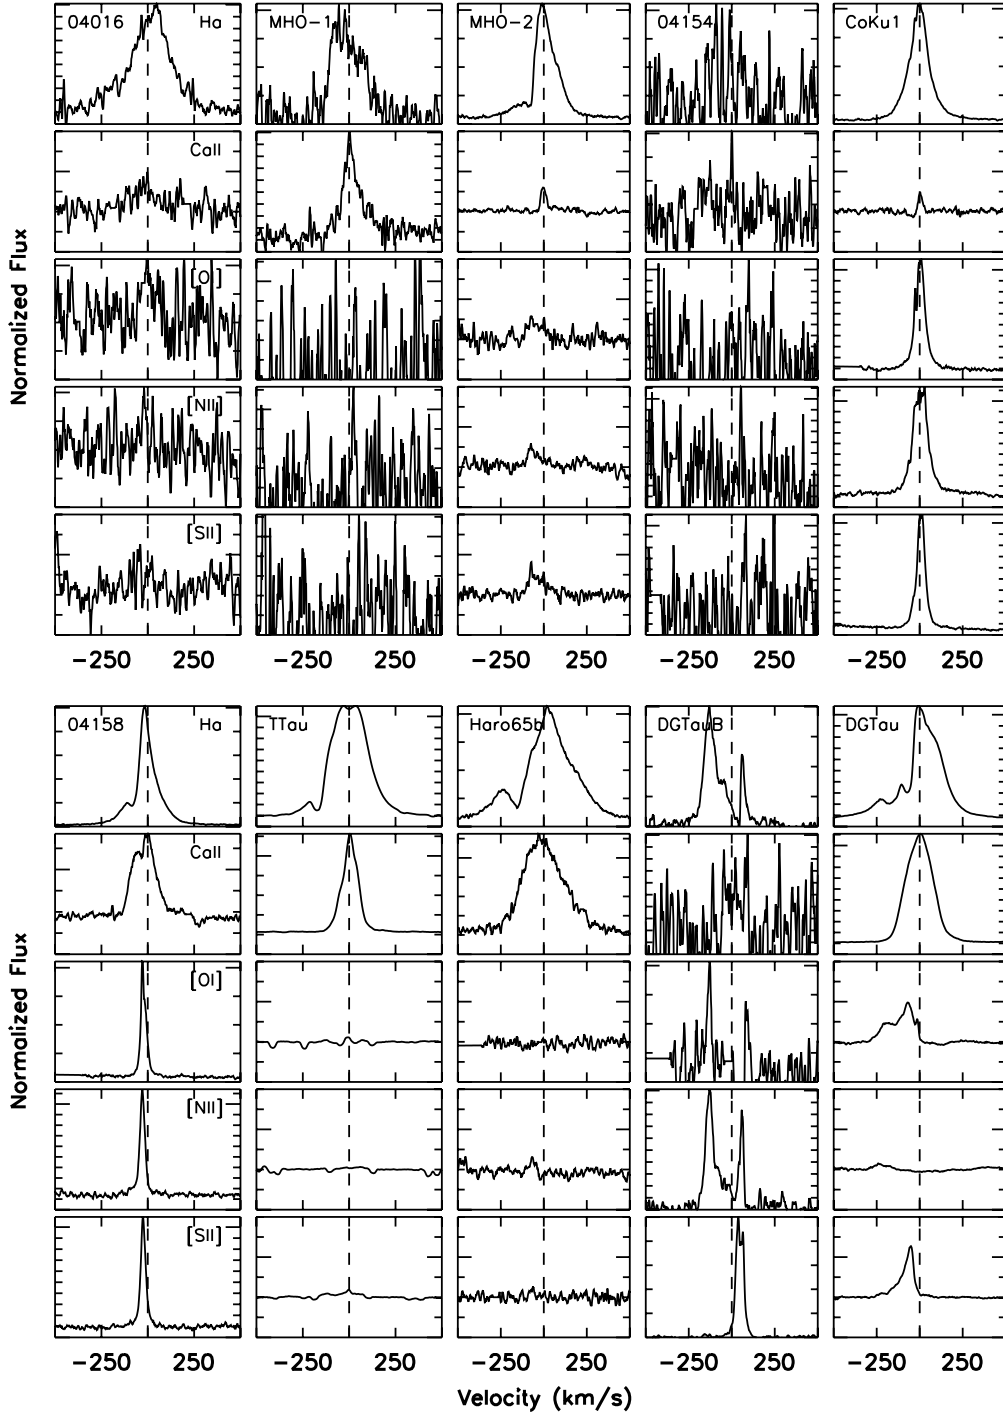 04016 Ha MHO-1 MHO-2 04154 CoKu1
CaII
[OI]
[NII]
[SII]
Normalized Flux
-250 250 -250 250 -250 250 -250 250 -250 250
04158 Ha TTau Haro65b DGTauB DGTau
CaII
[OI]
[NII]
[SII]
Normalized Flux
-250 250 -250 250 -250 250 -250 250 -250 250
Velocity (km/s)